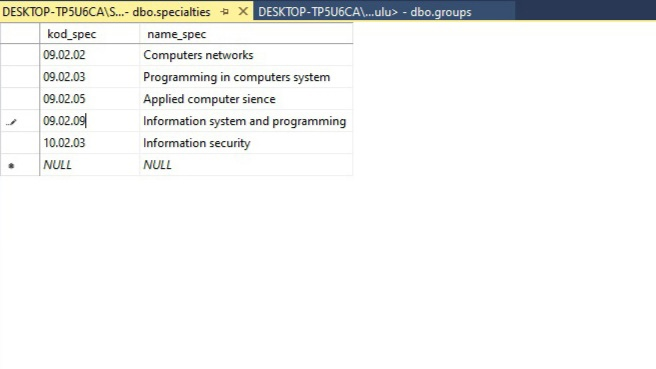 DESKTOP-TP5U6CA\S...- dbo.specialties DESKTOP-TP5U6CA\...ulu> - dbo.groups
kod_spec name_spec
09.02.02 Computers networks
09.02.03 Programming in computers system
09.02.05 Applied computer sience
09.02.09 Information system and programming
10.02.03 Information security
NULL NULL